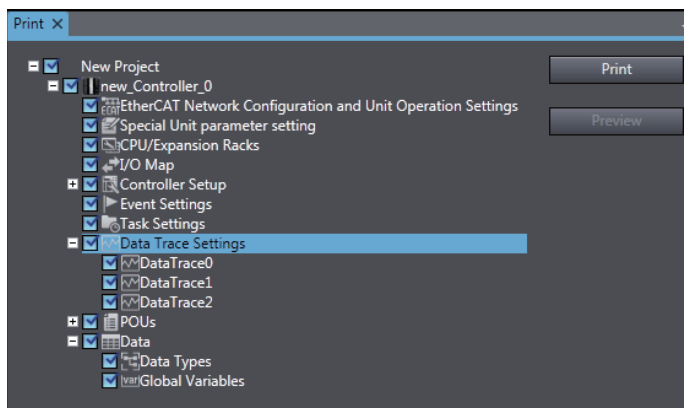 Print
New Project
new_Controller_0
EtherCAT Network Configuration and Unit Operation Settings
Special Unit parameter setting
CPU/Expansion Racks
I/O Map
Controller Setup
Event Settings
Task Settings
Data Trace Settings
DataTrace0
DataTrace1
DataTrace2
POUs
Data
Data Types
Global Variables
Print
Preview